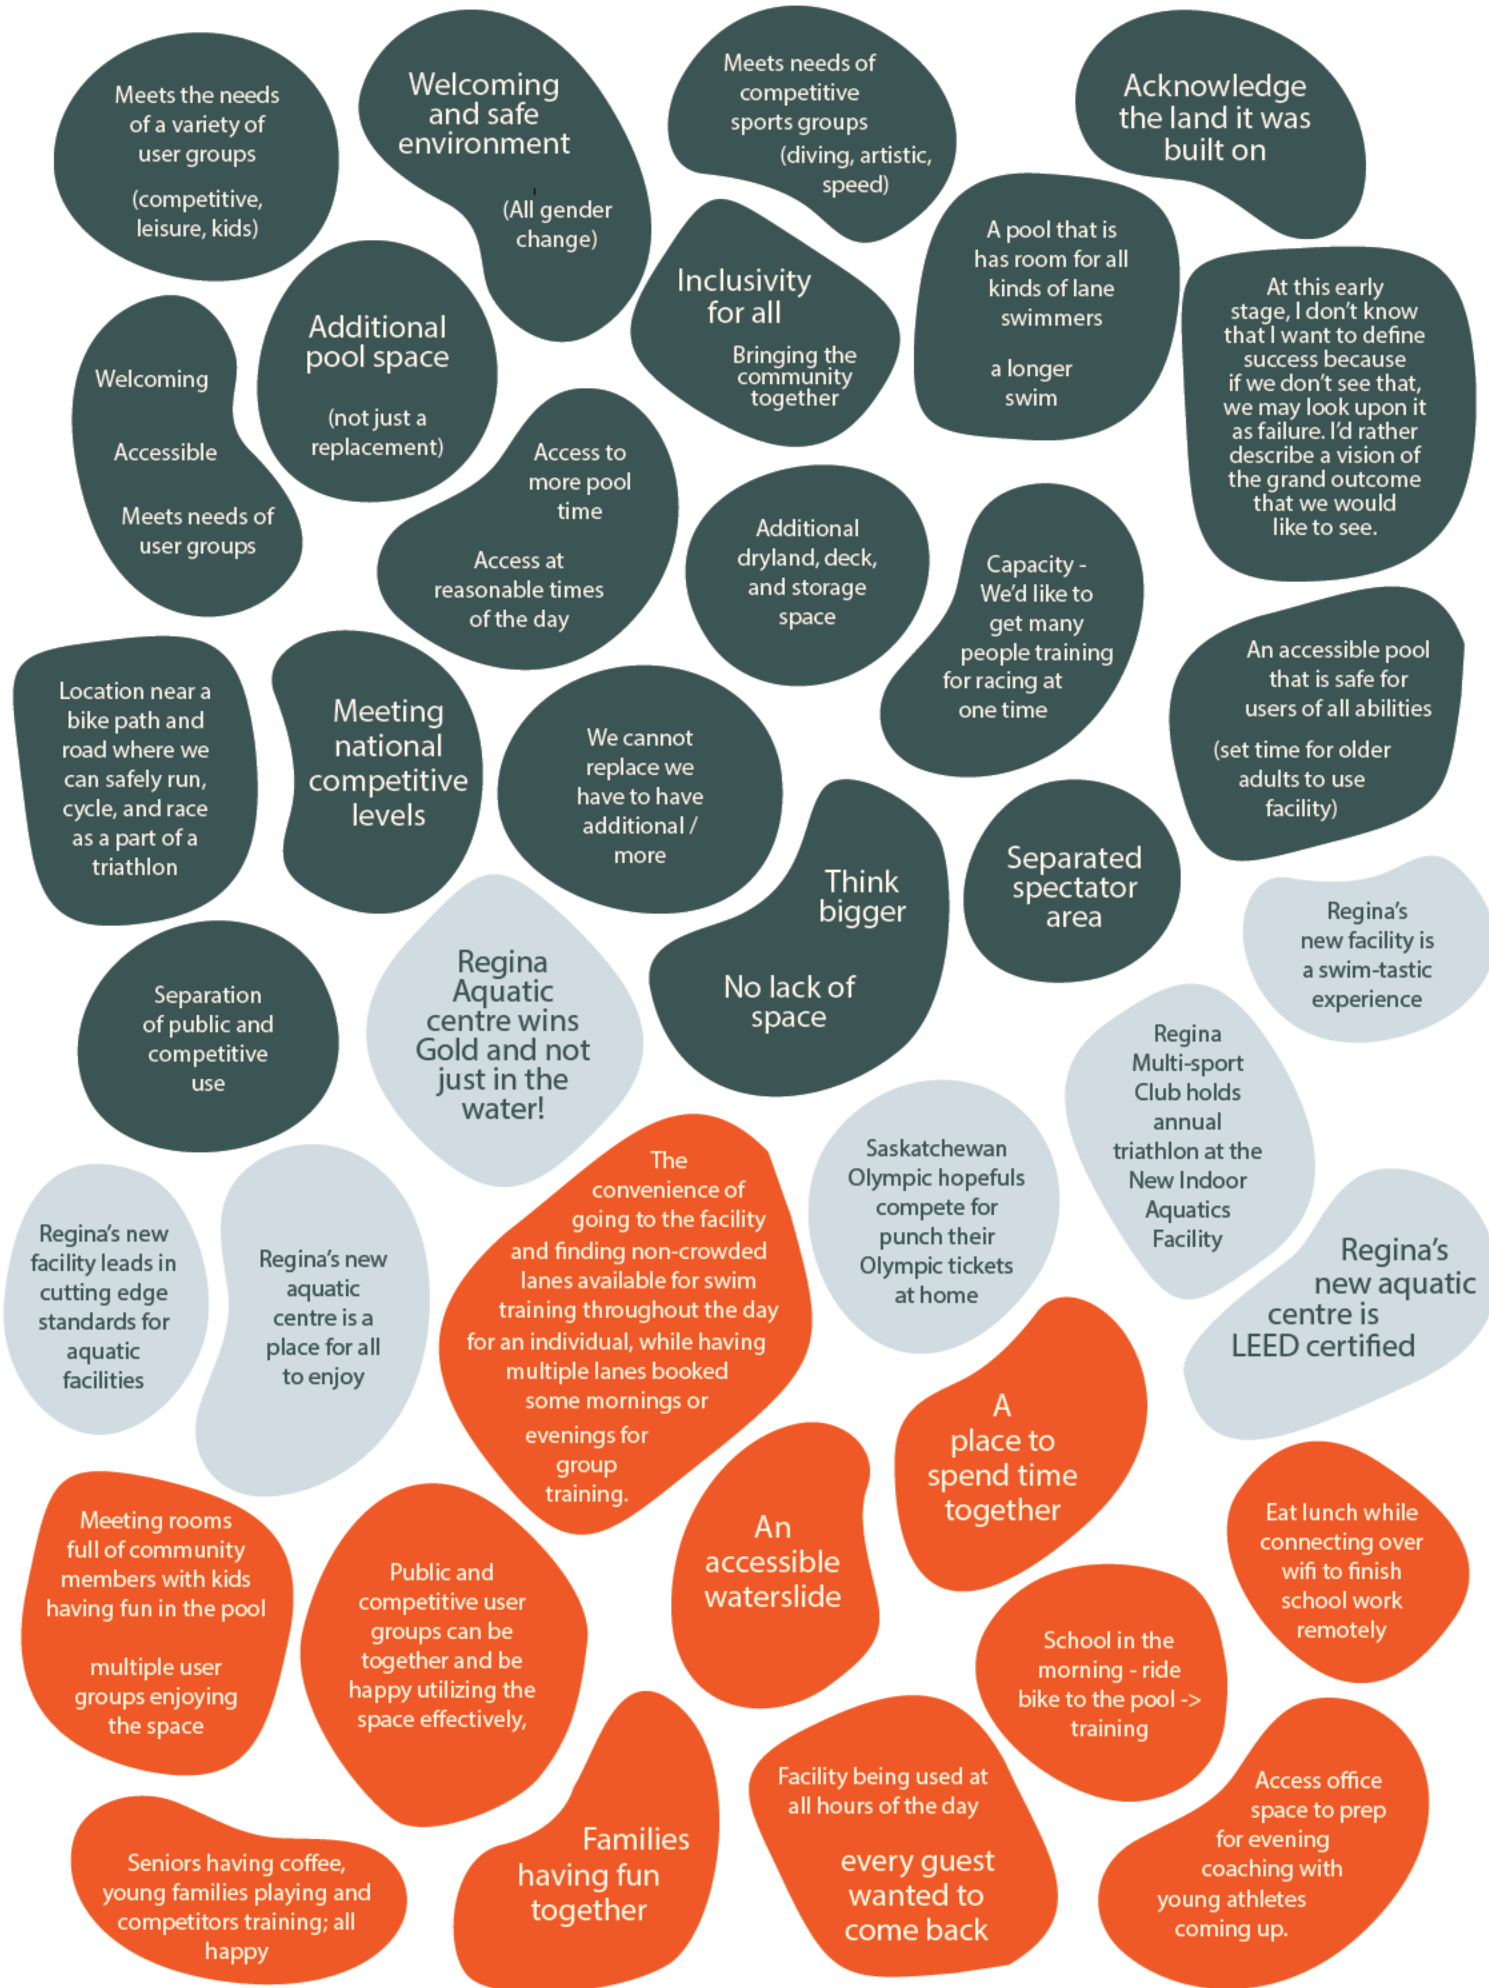 Meets the needs
of a variety of
user groups
(competitive,
leisure, kids)
Welcoming
and safe
environment
(All gender
change)
Meets needs of
competitive
sports groups
(diving, artistic,
speed)
Acknowledge
the land it was
built on
Welcoming
Accessible
Meets needs of
user groups
Additional
pool space
(not just a
replacement)
Inclusivity
for all
Bringing the
community
together
A pool that is
has room for all
kinds of lane
swimmers
a longer
swim
At this early
stage, I don't know
that I want to define
success because
if we don't see that,
we may look upon it
as failure. I'd rather
describe a vision of
the grand outcome
that we would
like to see.
Access to
more pool
time
Access at
reasonable times
of the day
Additional
dryland, deck,
and storage
space
Capacity -
We'd like to
get many
people training
for racing at
one time
An accessible pool
that is safe for
users of all abilities
(set time for older
adults to use
facility)
Location near a
bike path and
road where we
can safely run,
cycle, and race
as a part of a
triathlon
Meeting
national
competitive
levels
We cannot
replace we
have to have
additional /
more
Think
bigger
No lack of
space
Separated
spectator
area
Regina's
new facility is
a swim-tastic
experience
Separation
of public and
competitive
use
Regina
Aquatic
centre wins
Gold and not
just in the
water!
Regina
Multi-sport
Club holds
annual
triathlon at the
New Indoor
Aquatics
Facility
Regina's new
facility leads in
cutting edge
standards for
aquatic
facilities
Regina's new
aquatic
centre is a
place for all
to enjoy
The
convenience of
going to the facility
and finding non-crowded
lanes available for swim
training throughout the day
for an individual, while having
multiple lanes booked
some mornings or
evenings for
group
training.
Saskatchewan
Olympic hopefuls
compete for
punch their
Olympic tickets
at home
Regina's
new aquatic
centre is
LEED certified
Meeting rooms
full of community
members with kids
having fun in the pool
multiple user
groups enjoying
the space
Public and
competitive user
groups can be
together and be
happy utilizing the
space effectively,
An
accessible
waterslide
A
place to
spend time
together
Eat lunch while
connecting over
wifi to finish
school work
remotely
School in the
morning - ride
bike to the pool ->
training
Seniors having coffee,
young families playing and
competitors training; all
happy
Families
having fun
together
Facility being used at
all hours of the day
every guest
wanted to
come back
Access office
space to prep
for evening
coaching with
young athletes
coming up.